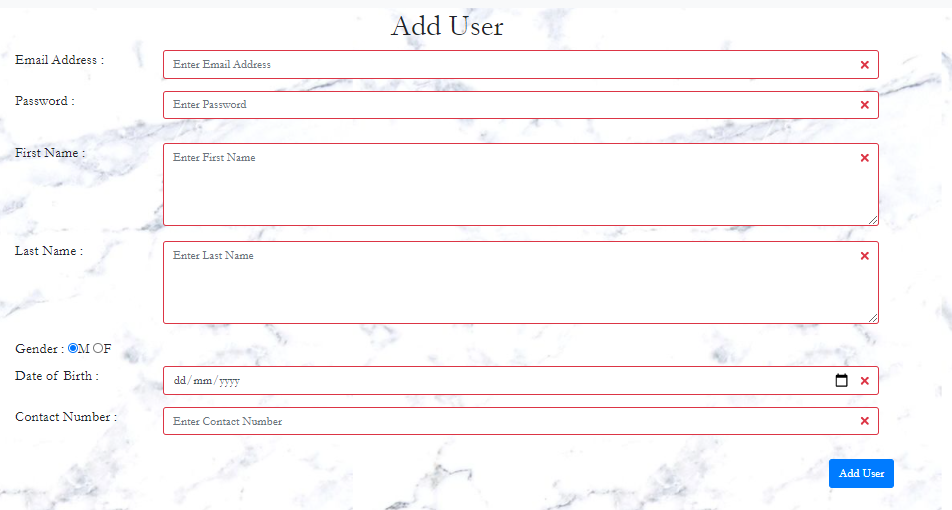 Add User
Email Address : Enter Email Address
Password : Enter Password
First Name : Enter First Name
Last Name : Enter Last Name
Gender : M F
Date of Birth : dd/mm/yyyy
Contact Number : Enter Contact Number
Add User